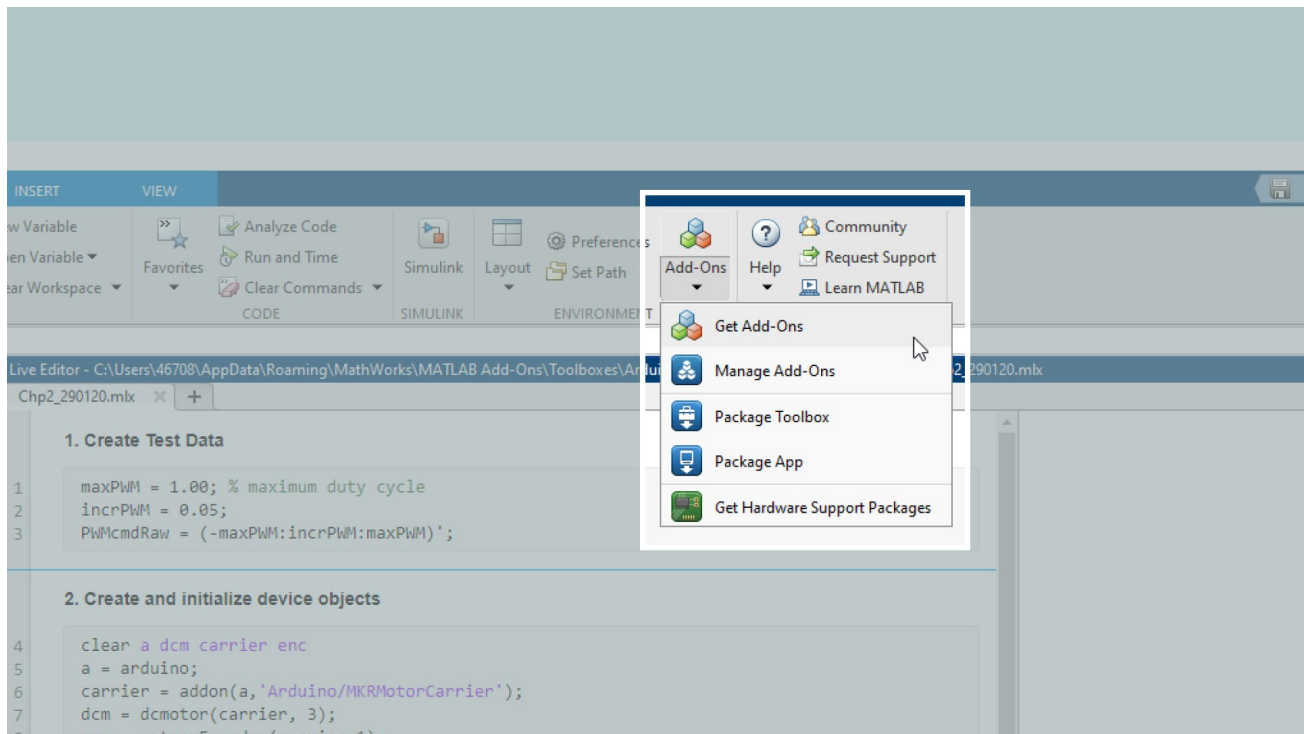 INSERT VIEW
w Variable
en Variable
ear Workspace
Favorites
Analyze Code
Run and Time
Clear Commands
CODE
Simulink
SIMULINK
Layout
Preferences
Set Path
ENVIRONMENT
Add-Ons
Help
Community
Request Support
Learn MATLAB
Get Add-Ons
Manage Add-Ons
Package Toolbox
Package App
Get Hardware Support Packages
Live Editor - C:\Users\46708\AppData\Roaming\MathWorks\MATLAB Add-Ons\Toolboxes\Ardui 2_290120.mlx
Chp2_290120.mlx × +
1. Create Test Data
1 maxPWM = 1.00; % maximum duty cycle
2 incrPWM = 0.05;
3 PWMcmdRaw = (-maxPWM:incrPWM:maxPWM)';
2. Create and initialize device objects
4 clear a dcm carrier enc
5 a = arduino;
6 carrier = addon(a,'Arduino/MKRMotorCarrier');
7 dcm = dcmotor(carrier, 3);